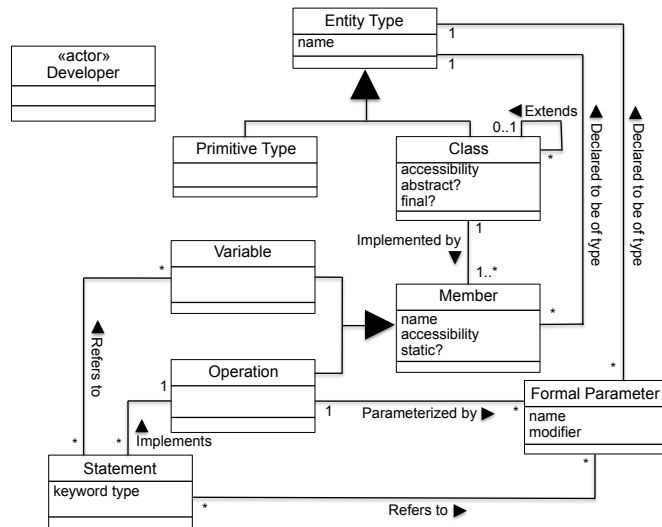 Entity Type
name
1
1
«actor»
Developer
Extends
0..1
*
Primitive Type
Class
accessibility
abstract?
final?
Declared to be of type
Declared to be of type
Implemented by
1
1..*
Variable
*
Member
name
accessibility
static?
*
Refers to
Operation
1
1
Parameterized by
*
*
Formal Parameter
name
modifier
*
Implements
*
*
Statement
keyword type
*
Refers to